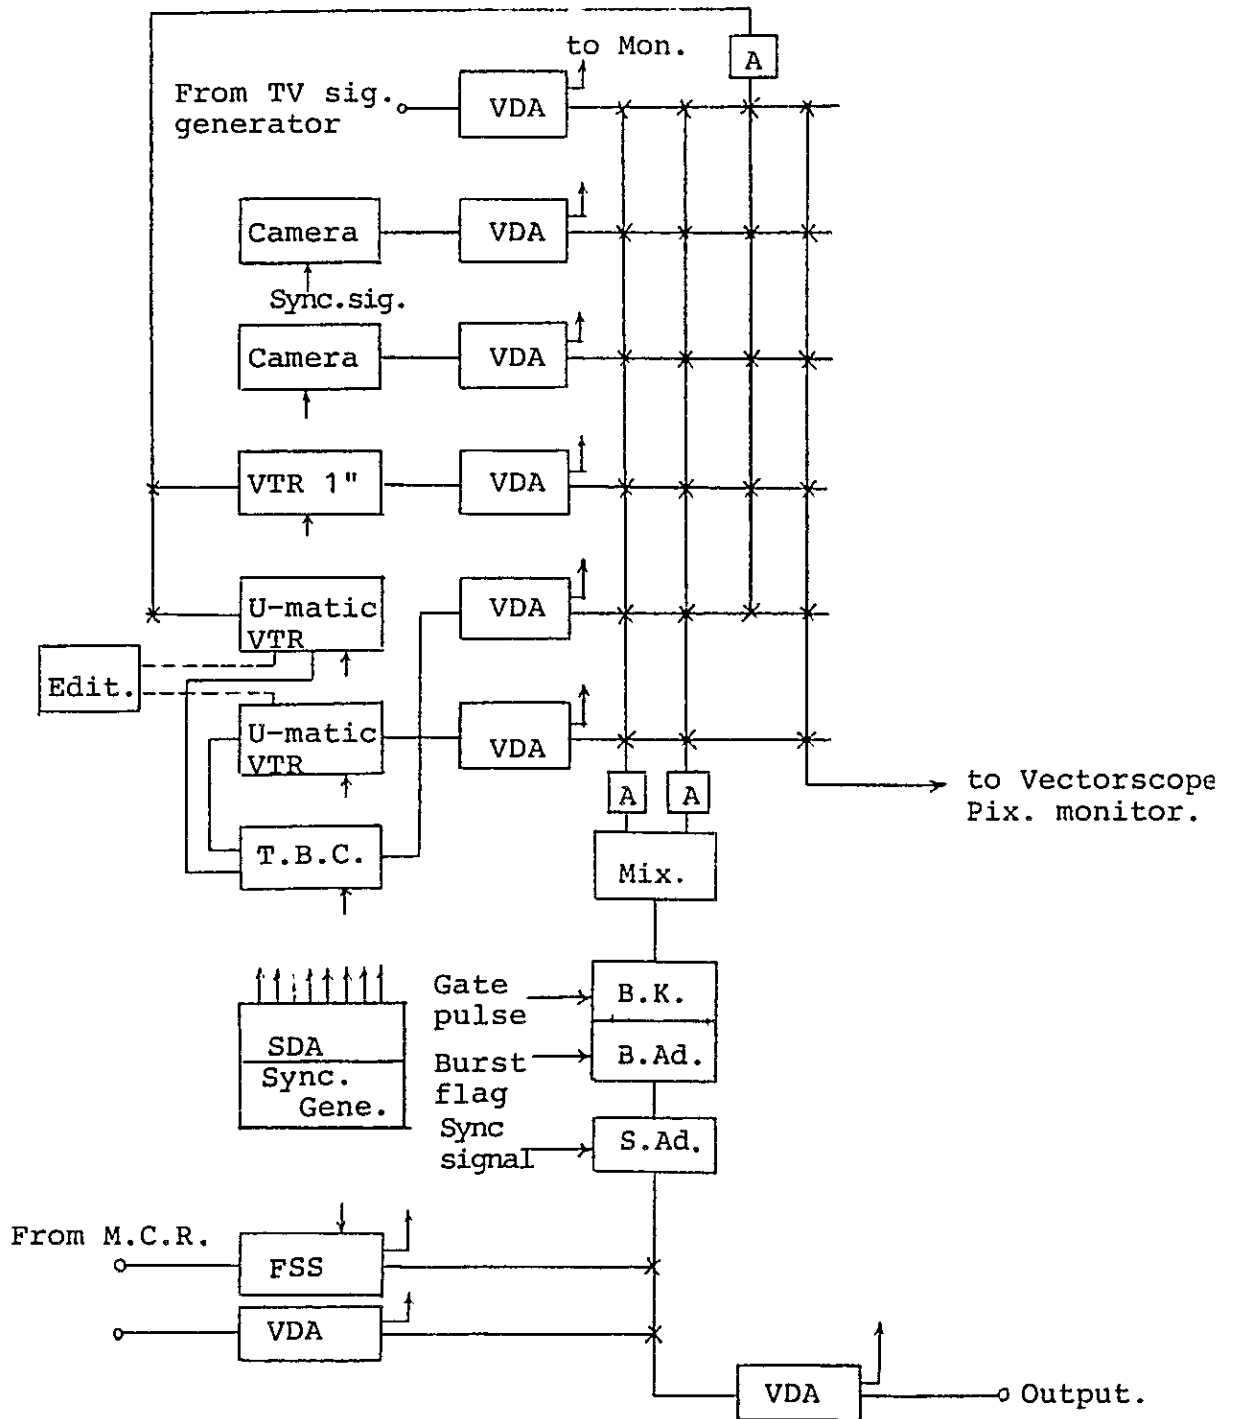 to Mon.
A
From TV sig.
generator
VDA
Camera
VDA
Sync.sig.
Camera
VDA
VTR 1"
VDA
U-matic
VTR
VDA
Edit.
U-matic
VTR
VDA
A
A
to Vectorscope
Pix. monitor.
T.B.C.
Mix.
Gate
pulse
B.K.
SDA
Sync.
Gene.
Burst
flag
B.Ad.
Sync
signal
S.Ad.
From M.C.R.
FSS
VDA
VDA
Output.